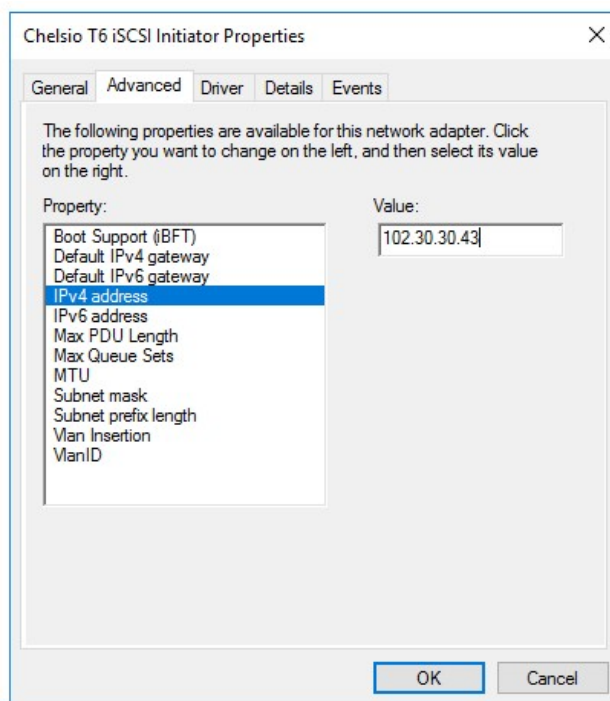 Chelsio T6 iSCSI Initiator Properties
General Advanced Driver Details Events
The following properties are available for this network adapter. Click
the property you want to change on the left, and then select its value
on the right.
Property:
Value:
Boot Support (iBFT)
Default IPv4 gateway
Default IPv6 gateway
IPv4 address
IPv6 address
Max PDU Length
Max Queue Sets
MTU
Subnet mask
Subnet prefix length
Vlan Insertion
VlanID
102.30.30.43
OK Cancel